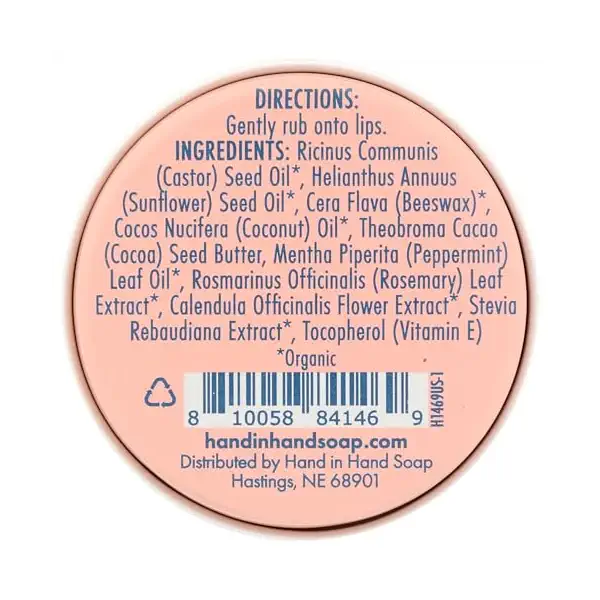 DIRECTIONS:
Gently rub onto lips.
INGREDIENTS: Ricinus Communis
(Castor) Seed Oil*, Helianthus Annuus
(Sunflower) Seed Oil*, Cera Flava (Beeswax)*,
Cocos Nucifera (Coconut) Oil*, Theobroma Cacao
(Cocoa) Seed Butter, Mentha Piperita (Peppermint)
Leaf Oil*, Rosmarinus Officinalis (Rosemary) Leaf
Extract*, Calendula Officinalis Flower Extract*, Stevia
Rebaudiana Extract*, Tocopherol (Vitamin E)
*Organic
8 10058 84146 9
H1469US-1
handinhandsoap.com
Distributed by Hand in Hand Soap
Hastings, NE 68901